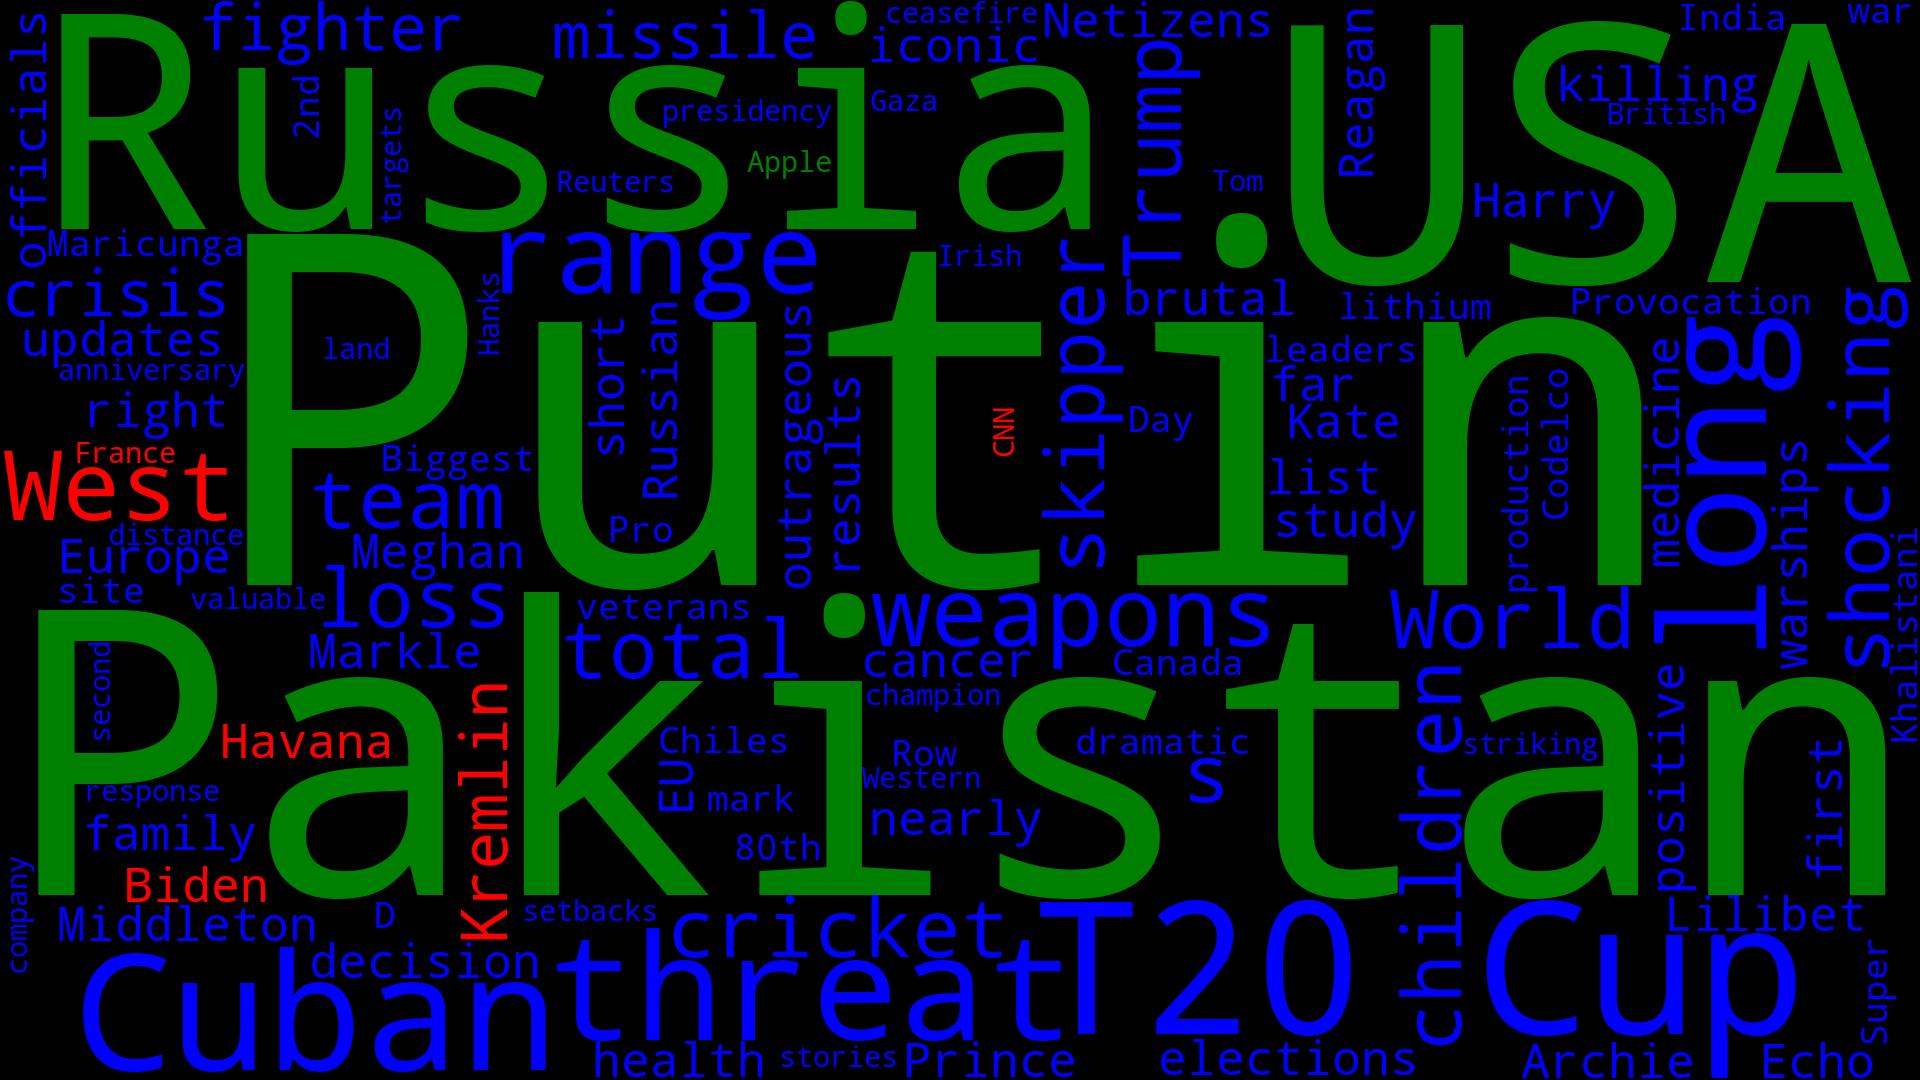 officials
Russia
fighter
2nd
targets
missile
ceasefire
iconic
Netizens
presidency
Gaza
Apple
Reuters
Trump
Tom
USA
Reagan
India
war
killing
British
Harry
Maricunga
crisis
updates
anniversary
right
France
West
distance
Europe
site
valuable
Putin
land
Hanks
range
short
Russian
outrageous
results
Irish
CNN
skipper
brutal
lithium
Provocation
Day
leaders
far
Kate
list
study
production
Codelco
medicine
long
warships
shocking
Khalistani
Biggest
team
Meghan
Pro
loss
veterans
total
weapons
World
Markle
cancer
Canada
champion
Pakistan
second
Havana
Kremlin
response
family
Biden
Chiles
EU
mark
80th
Row
Western
nearly
dramatic
s
children
striking
positive
first
company
Middleton
D
setbacks
cricket
T20
Cup
Lilibet
Super
Cuban
decision
threat
health
stories
Prince
elections
Archie
Echo